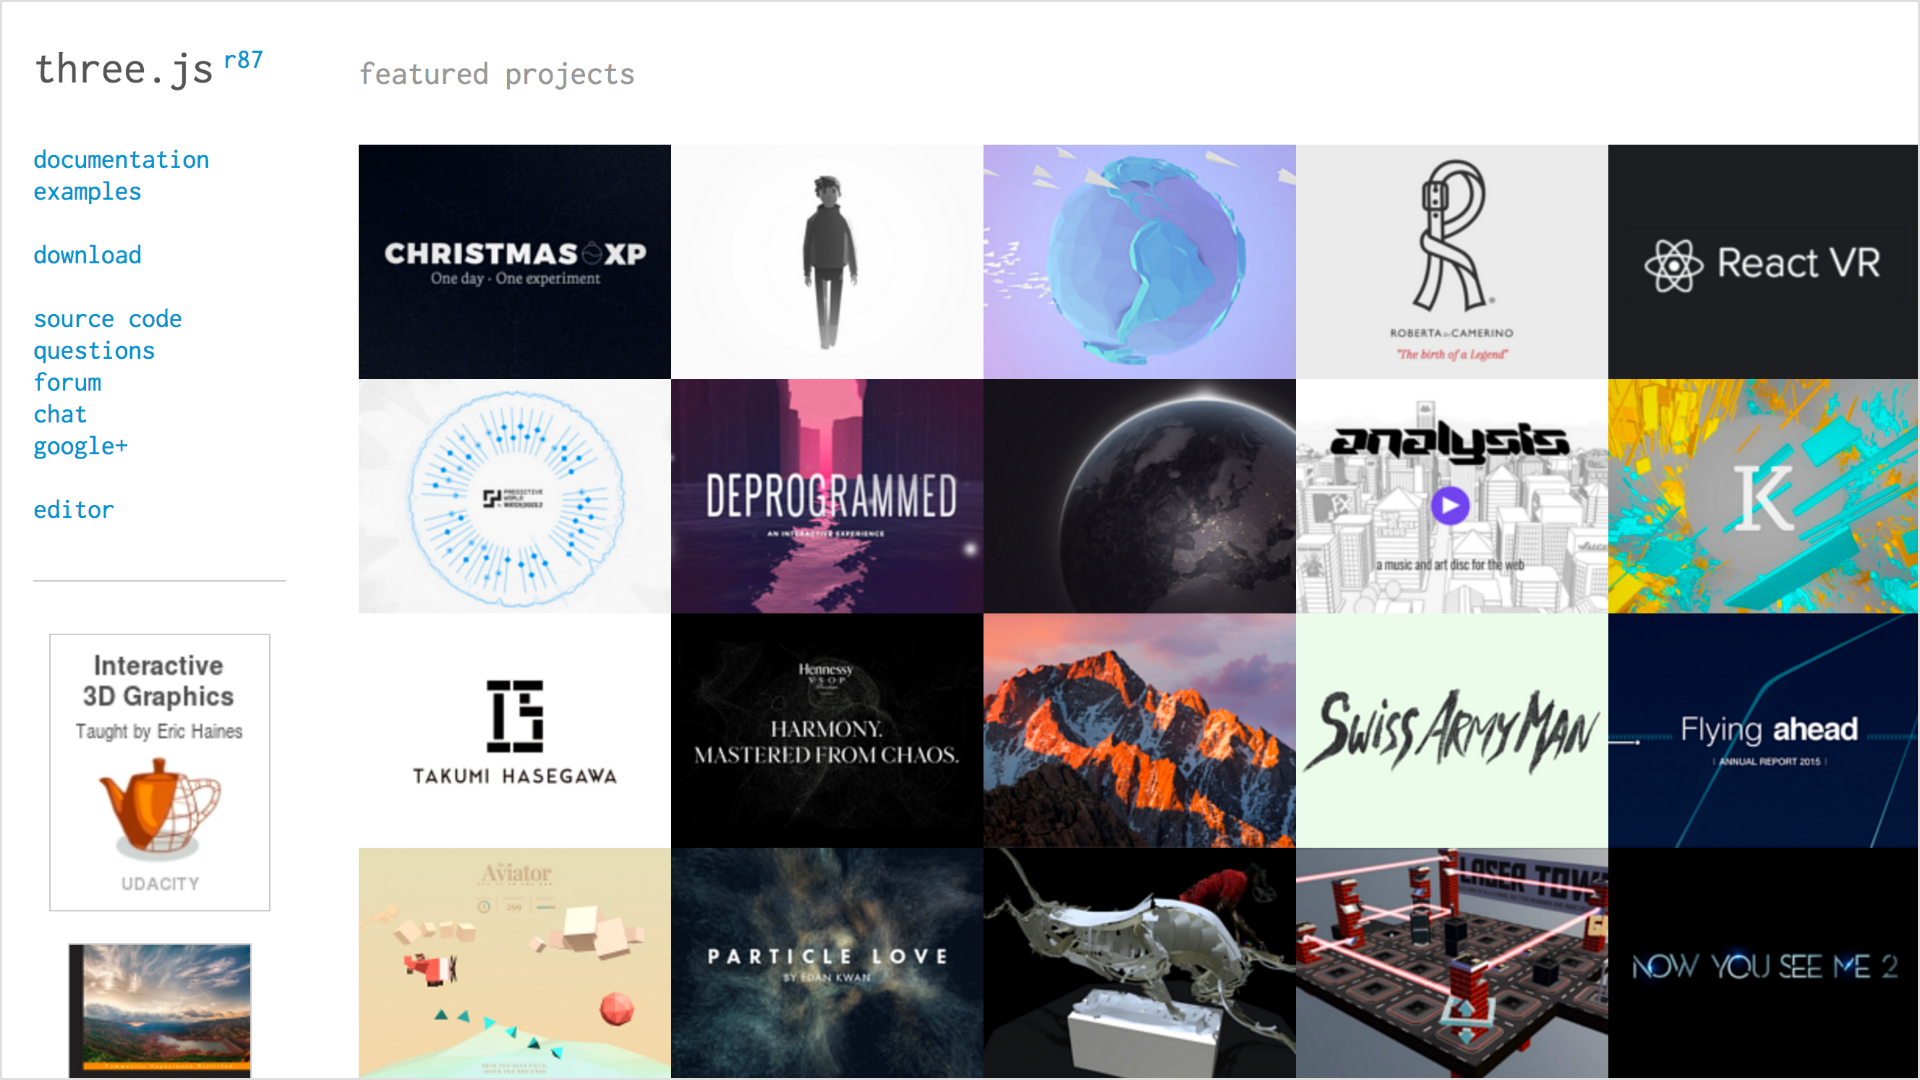 three.js r87
featured projects
documentation
examples
download
source code
questions
forum
chat
google+
editor
Interactive
3D Graphics
Taught by Eric Haines
UDACITY
CHRISTMAS XP
One day · One experiment
ROBERTA DI CAMERINO
"The birth of a Legend"
React VR
PREDICTIVE
WORLD
DEPROGRAMMED
AN INTERACTIVE EXPERIENCE
analysis
a music and art disc for the web
K
TAKUMI HASEGAWA
Hennessy
V·S·O·P
HARMONY.
MASTERED FROM CHAOS.
SWISS ARMY MAN
Flying ahead
ANNUAL REPORT 2015
Aviator
209
PARTICLE LOVE
BY EDAN KWAN
LASER TOW
NOW YOU SEE ME 2